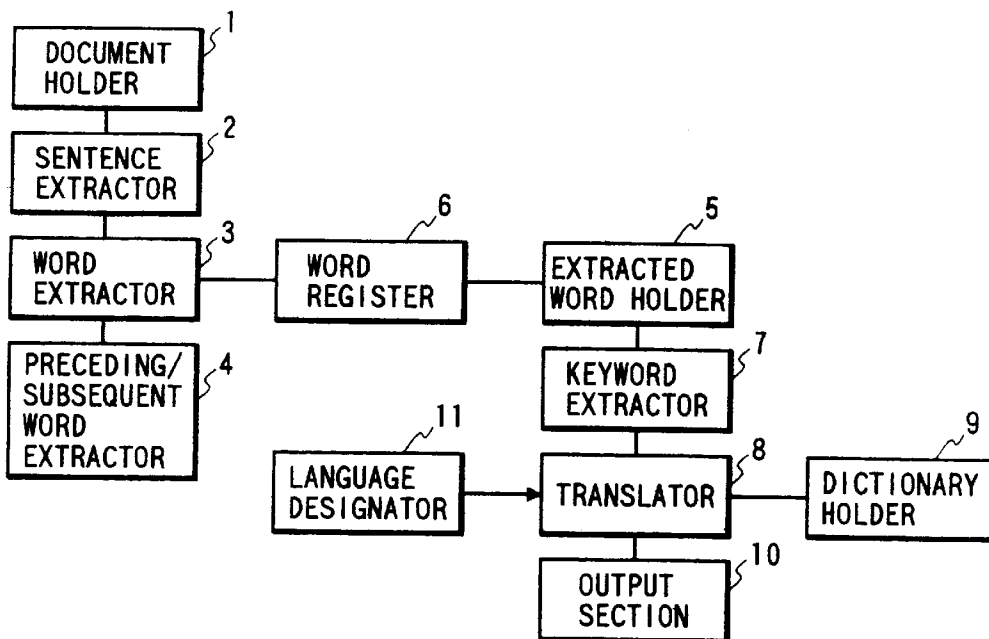 1
DOCUMENT
HOLDER
2
SENTENCE
EXTRACTOR
3
WORD
EXTRACTOR
6
WORD
REGISTER
5
EXTRACTED
WORD HOLDER
4
PRECEDING/
SUBSEQUENT
WORD
EXTRACTOR
7
KEYWORD
EXTRACTOR
11
LANGUAGE
DESIGNATOR
8
TRANSLATOR
9
DICTIONARY
HOLDER
10
OUTPUT
SECTION